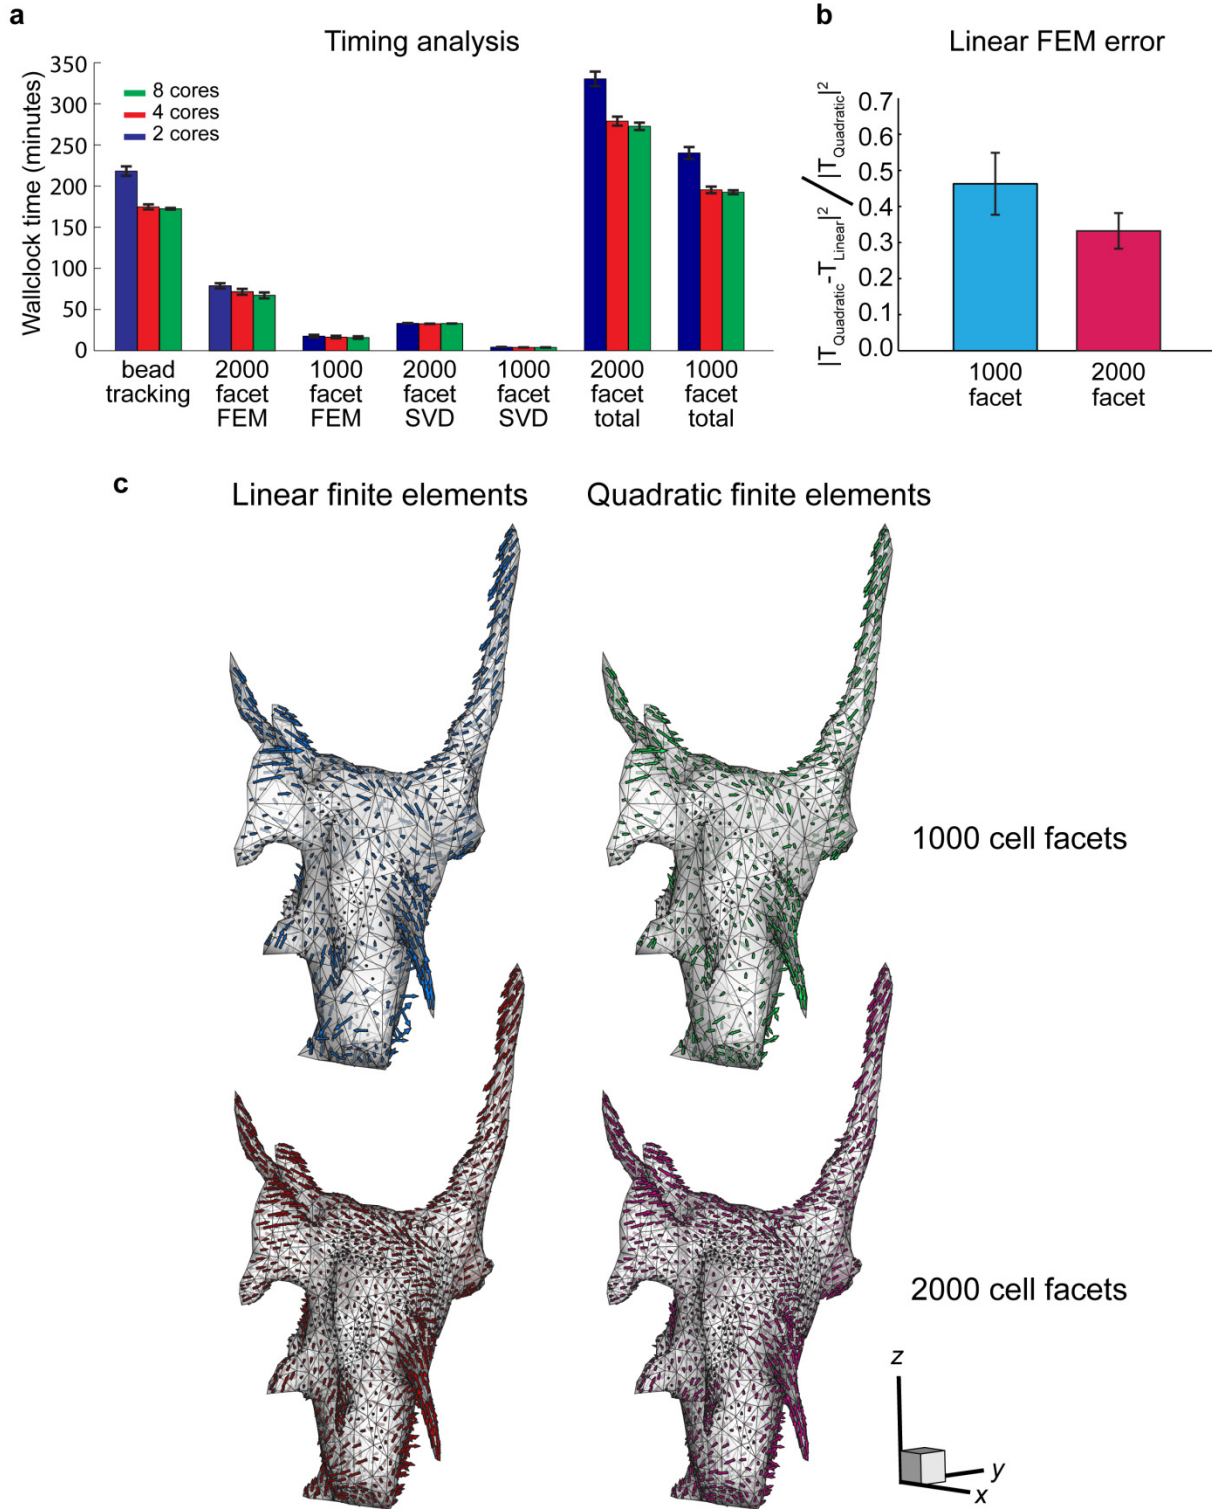 a
Timing analysis
Wallclock time (minutes)
350
300
250
200
150
100
50
0
8 cores
4 cores
2 cores
bead
tracking
2000
facet
FEM
1000
facet
FEM
2000
facet
SVD
1000
facet
SVD
2000
facet
total
1000
facet
total
b
Linear FEM error
|T_Quadratic-T_Linear|² / |T_Quadratic|²
0.7
0.6
0.5
0.4
0.3
0.2
0.1
0.0
1000
facet
2000
facet
c
Linear finite elements
Quadratic finite elements
1000 cell facets
2000 cell facets
z
y
x